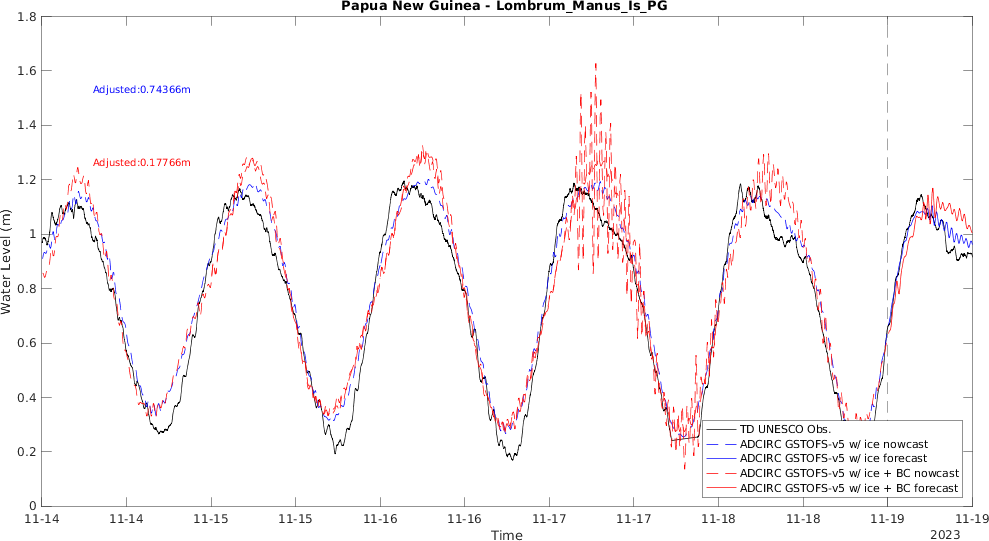 Papua New Guinea - Lombrum_Manus_Is_PG
1.8
1.6
1.4
1.2
1
0.8
0.6
0.4
0.2
0
Water Level (m)
Adjusted:0.74366m
Adjusted:0.17766m
TD UNESCO Obs.
ADCIRC GSTOFS-v5 w/ ice nowcast
ADCIRC GSTOFS-v5 w/ ice forecast
ADCIRC GSTOFS-v5 w/ ice + BC nowcast
ADCIRC GSTOFS-v5 w/ ice + BC forecast
11-14 11-14 11-15 11-15 11-16 11-16 11-17 11-17 11-18 11-18 11-19 11-19
Time
2023